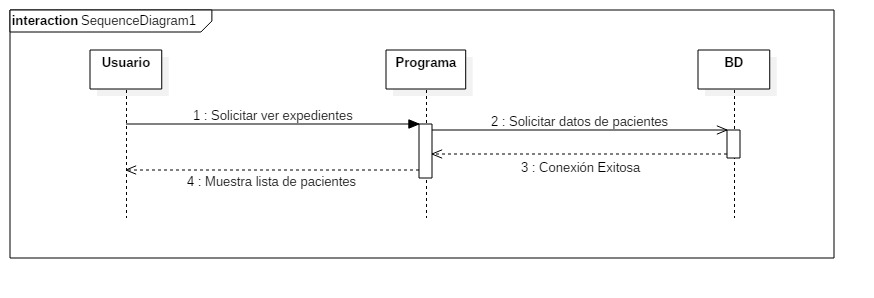 interaction SequenceDiagram1
Usuario
Programa
BD
1 : Solicitar ver expedientes
2 : Solicitar datos de pacientes
3 : Conexión Exitosa
4 : Muestra lista de pacientes